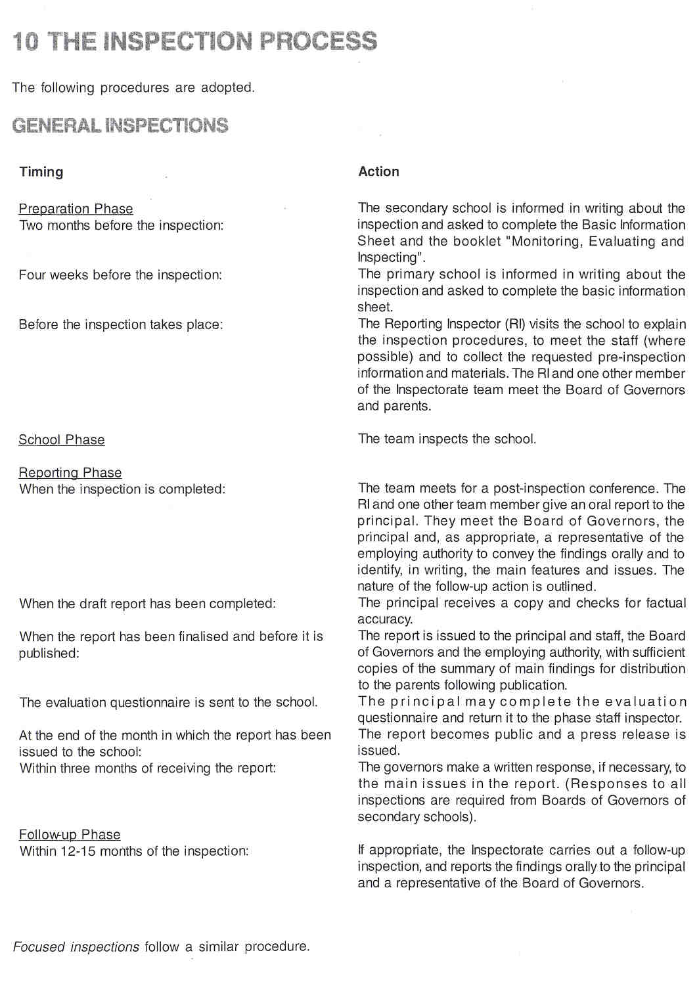 10 THE INSPECTION PROCESS
The following procedures are adopted.
GENERAL INSPECTIONS
Timing
Action
Preparation Phase
Two months before the inspection:
The secondary school is informed in writing about the
inspection and asked to complete the Basic Information
Sheet and the booklet "Monitoring, Evaluating and
Inspecting".
Four weeks before the inspection:
The primary school is informed in writing about the
inspection and asked to complete the basic information
sheet.
Before the inspection takes place:
The Reporting Inspector (RI) visits the school to explain
the inspection procedures, to meet the staff (where
possible) and to collect the requested pre-inspection
information and materials. The RI and one other member
of the Inspectorate team meet the Board of Governors
and parents.
School Phase
The team inspects the school.
Reporting Phase
When the inspection is completed:
The team meets for a post-inspection conference. The
RI and one other team member give an oral report to the
principal. They meet the Board of Governors, the
principal and, as appropriate, a representative of the
employing authority to convey the findings orally and to
identify, in writing, the main features and issues. The
nature of the follow-up action is outlined.
When the draft report has been completed:
The principal receives a copy and checks for factual
accuracy.
When the report has been finalised and before it is
published:
The report is issued to the principal and staff, the Board
of Governors and the employing authority, with sufficient
copies of the summary of main findings for distribution
to the parents following publication.
The evaluation questionnaire is sent to the school.
The principal may complete the evaluation
questionnaire and return it to the phase staff inspector.
At the end of the month in which the report has been
issued to the school:
The report becomes public and a press release is
issued.
Within three months of receiving the report:
The governors make a written response, if necessary, to
the main issues in the report. (Responses to all
inspections are required from Boards of Governors of
secondary schools).
Follow-up Phase
Within 12-15 months of the inspection:
If appropriate, the Inspectorate carries out a follow-up
inspection, and reports the findings orally to the principal
and a representative of the Board of Governors.
Focused inspections follow a similar procedure.